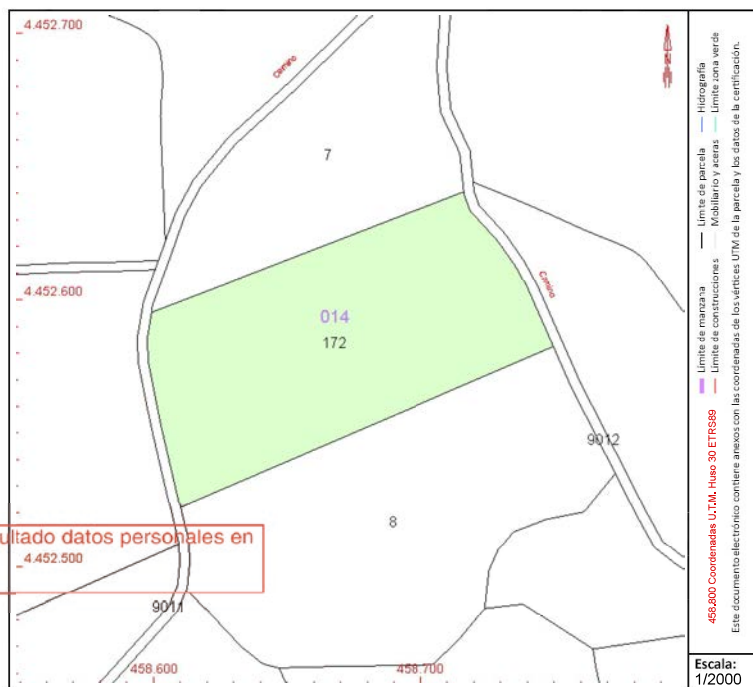 4.452.700
Camino
N
7
4.452.600
014
172
Camino
9012
8
ultado datos personales en
4.452.500
9011
458.600
458.700
458.800 Coordenadas U.T.M. Huso 30 ETRS89
Límite de manzana
Límite de parcela
Hidrografía
Límite de construcciones
Mobiliario y aceras
Límite zona verde
Este documento electrónico contiene anexos con las coordenadas de los vértices UTM de la parcela y los datos de la certificación.
Escala:
1/2000